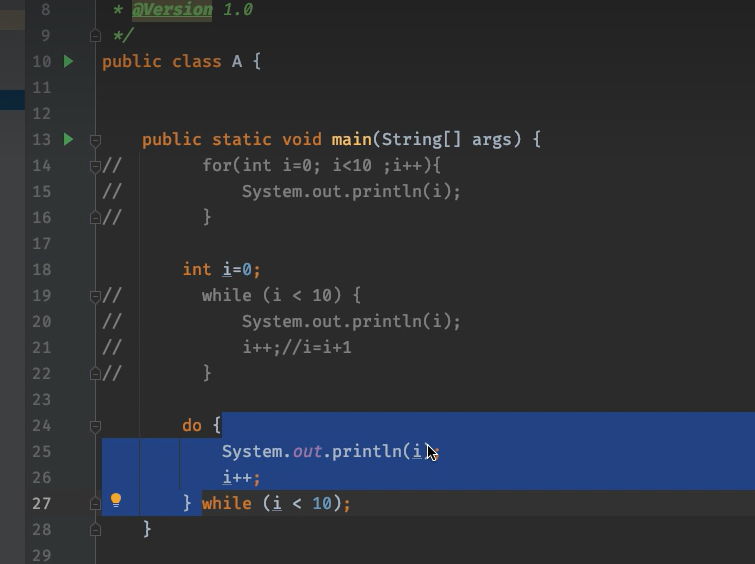 8 * @Version 1.0
9 */
10 public class A {
11
12
13 public static void main(String[] args) {
14 // for(int i=0; i<10 ;i++){
15 // System.out.println(i);
16 // }
17
18 int i=0;
19 // while (i < 10) {
20 // System.out.println(i);
21 // i++;//i=i+1
22 // }
23
24 do {
25 System.out.println(i);
26 i++;
27 } while (i < 10);
28 }
29